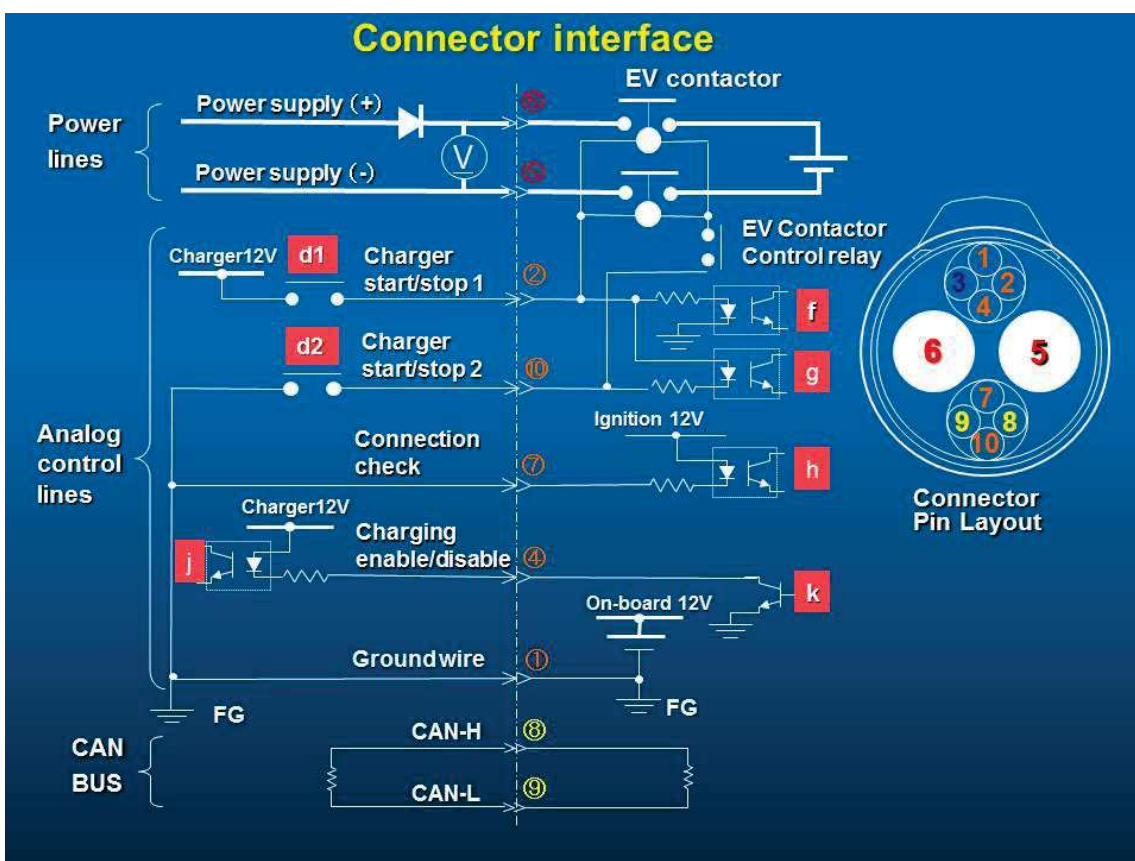 Connector interface
EV contactor
Power supply (+)
Power
lines
V
Power supply (-)
EV Contactor
Control relay
Charger12V
d1
Charger
start/stop 1
②
f
d2
Charger
start/stop 2
⑩
g
Ignition 12V
Analog
control
lines
Connection
check
⑦
h
Charger12V
j
Charging
enable/disable
④
k
On-board 12V
Ground wire
①
FG
FG
CAN
BUS
CAN-H
⑧
CAN-L
⑨
1
3
2
4
6
5
7
9
8
10
Connector
Pin Layout